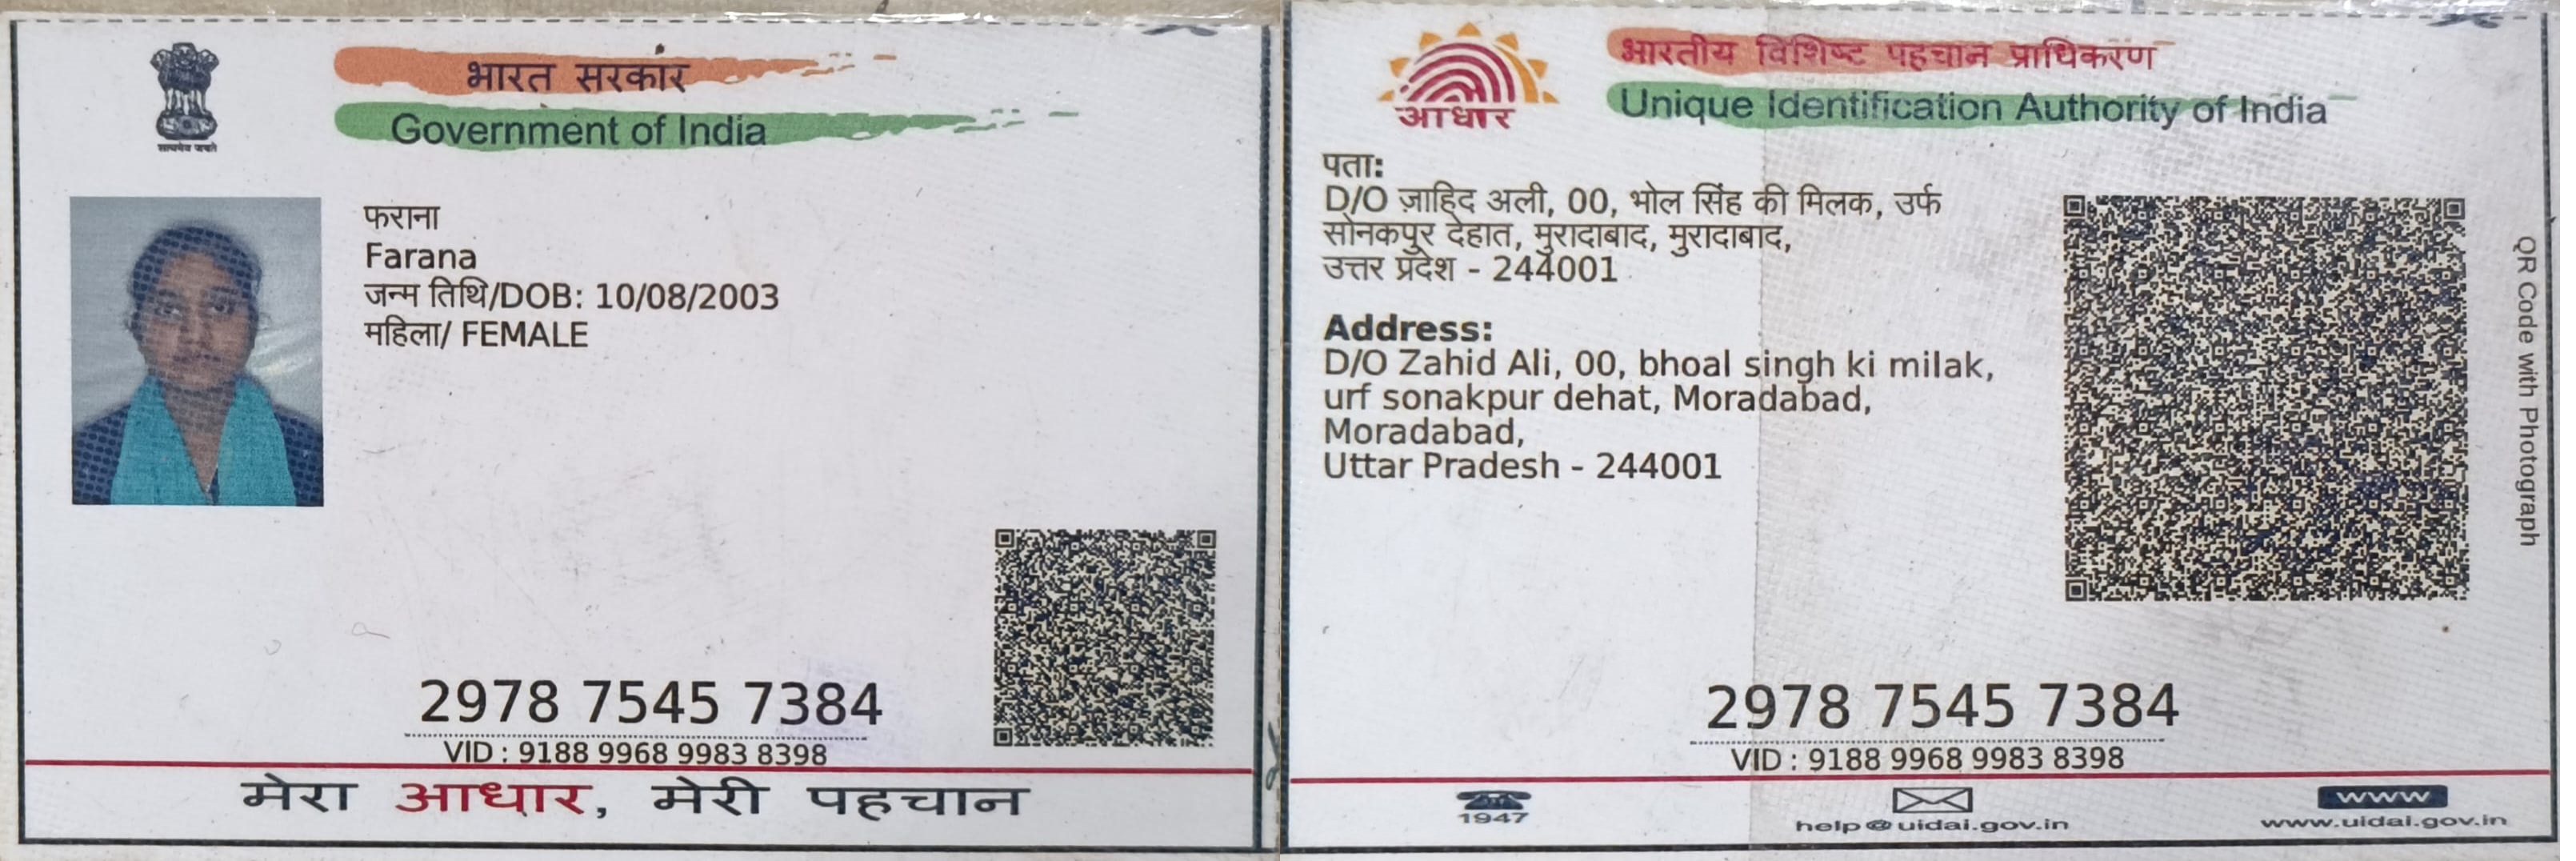 भारत सरकार
Government of India
सत्यमेव जयते
फराना
Farana
जन्म तिथि/DOB: 10/08/2003
महिला/ FEMALE
2978 7545 7384
VID : 9188 9968 9983 8398
मेरा आधार, मेरी पहचान
भारतीय विशिष्ट पहचान प्राधिकरण
Unique Identification Authority of India
आधार
पता:
D/O ज़ाहिद अली, 00, भोल सिंह की मिलक, उर्फ
सोनकपुर देहात, मुरादाबाद, मुरादाबाद,
उत्तर प्रदेश - 244001
Address:
D/O Zahid Ali, 00, bhoal singh ki milak,
urf sonakpur dehat, Moradabad,
Moradabad,
Uttar Pradesh - 244001
QR Code with Photograph
2978 7545 7384
VID : 9188 9968 9983 8398
1947
help@uidai.gov.in
www
www.uidai.gov.in